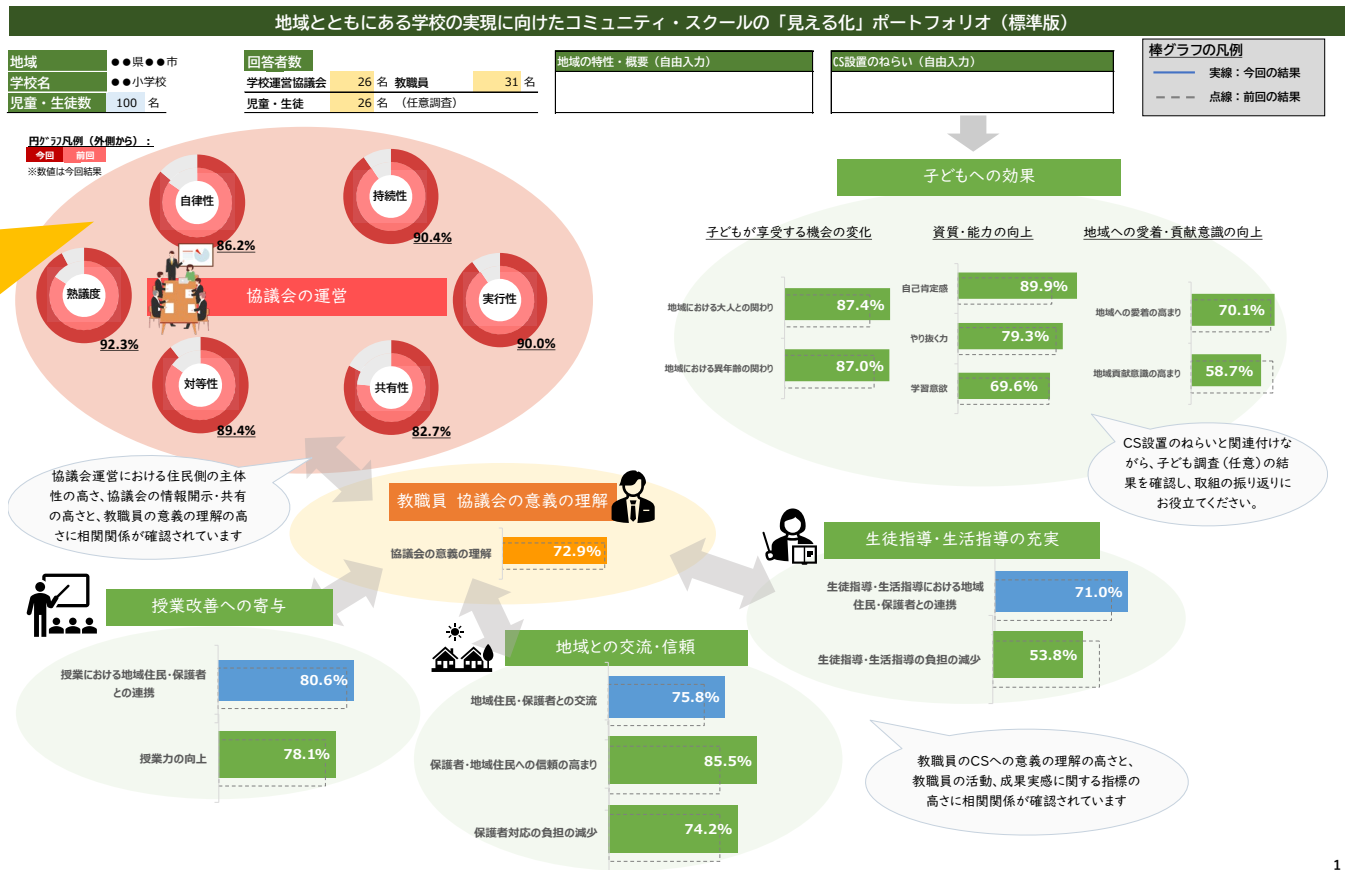 地域とともにある学校の実現に向けたコミュニティ・スクールの「見える化」ポートフォリオ（標準版）
地域 ●●県●●市
学校名 ●●小学校
児童・生徒数 100 名
回答者数
学校運営協議会 26 名 教職員 31 名
児童・生徒 26 名 （任意調査）
地域の特性・概要（自由入力）
CS設置のねらい（自由入力）
棒グラフの凡例
実線：今回の結果
点線：前回の結果
円グラフ凡例（外側から）：
今回 前回
※数値は今回結果
自律性
86.2%
持続性
90.4%
熟議度
92.3%
協議会の運営
実行性
90.0%
対等性
89.4%
共有性
82.7%
子どもへの効果
子どもが享受する機会の変化
地域における大人との関わり 87.4%
地域における異年齢の関わり 87.0%
資質・能力の向上
自己肯定感 89.9%
やり抜く力 79.3%
学習意欲 69.6%
地域への愛着・貢献意識の向上
地域への愛着の高まり 70.1%
地域貢献意識の高まり 58.7%
CS設置のねらいと関連付けな
がら、子ども調査（任意）の結
果を確認し、取組の振り返りに
お役立てください。
協議会運営における住民側の主体
性の高さ、協議会の情報開示・共有
の高さと、教職員の意義の理解の高
さに相関関係が確認されています
教職員 協議会の意義の理解
協議会の意義の理解 72.9%
生徒指導・生活指導の充実
生徒指導・生活指導における地域
住民・保護者との連携
71.0%
生徒指導・生活指導の負担の減少 53.8%
授業改善への寄与
授業における地域住民・保護者
との連携
80.6%
授業力の向上 78.1%
地域との交流・信頼
地域住民・保護者との交流 75.8%
保護者・地域住民への信頼の高まり 85.5%
保護者対応の負担の減少 74.2%
教職員のCSへの意義の理解の高さと、
教職員の活動、成果実感に関する指標の
高さに相関関係が確認されています
1